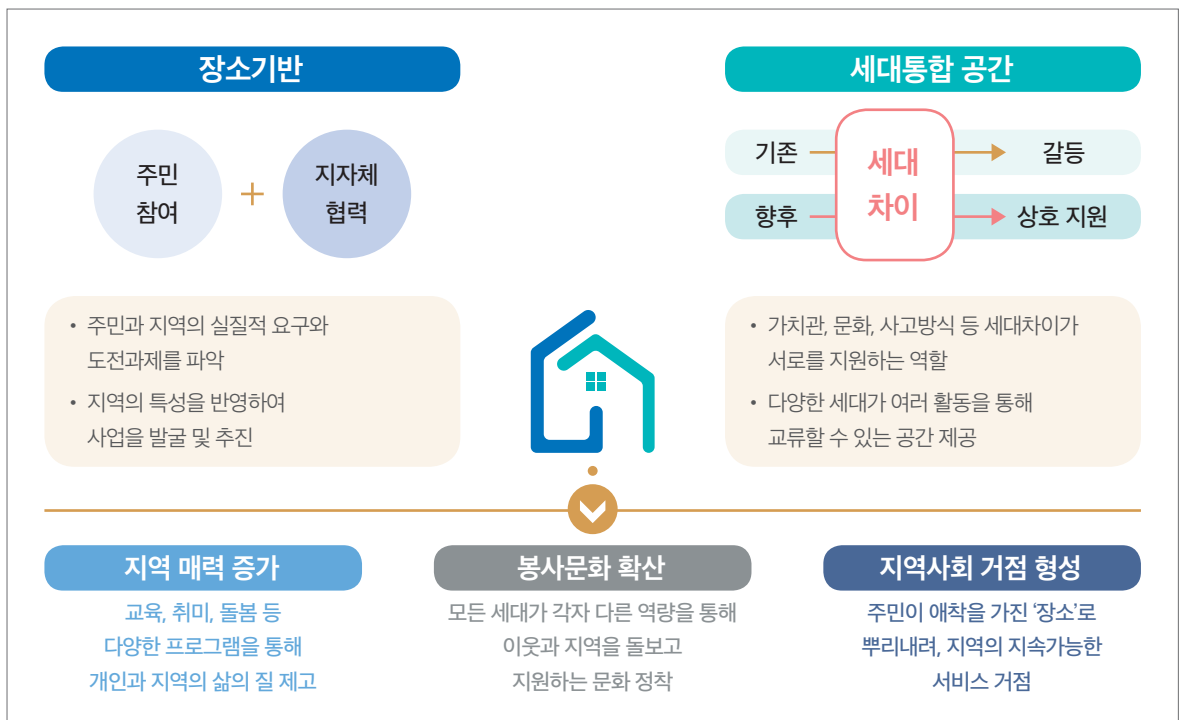 장소기반
주민
참여
+
지자체
협력
• 주민과 지역의 실질적 요구와
도전과제를 파악
• 지역의 특성을 반영하여
사업을 발굴 및 추진
세대통합 공간
기존
세대
차이
갈등
향후
상호 지원
• 가치관, 문화, 사고방식 등 세대차이가
서로를 지원하는 역할
• 다양한 세대가 여러 활동을 통해
교류할 수 있는 공간 제공
지역 매력 증가
교육, 취미, 돌봄 등
다양한 프로그램을 통해
개인과 지역의 삶의 질 제고
봉사문화 확산
모든 세대가 각자 다른 역량을 통해
이웃과 지역을 돌보고
지원하는 문화 정착
지역사회 거점 형성
주민이 애착을 가진 ‘장소’로
뿌리내려, 지역의 지속가능한
서비스 거점